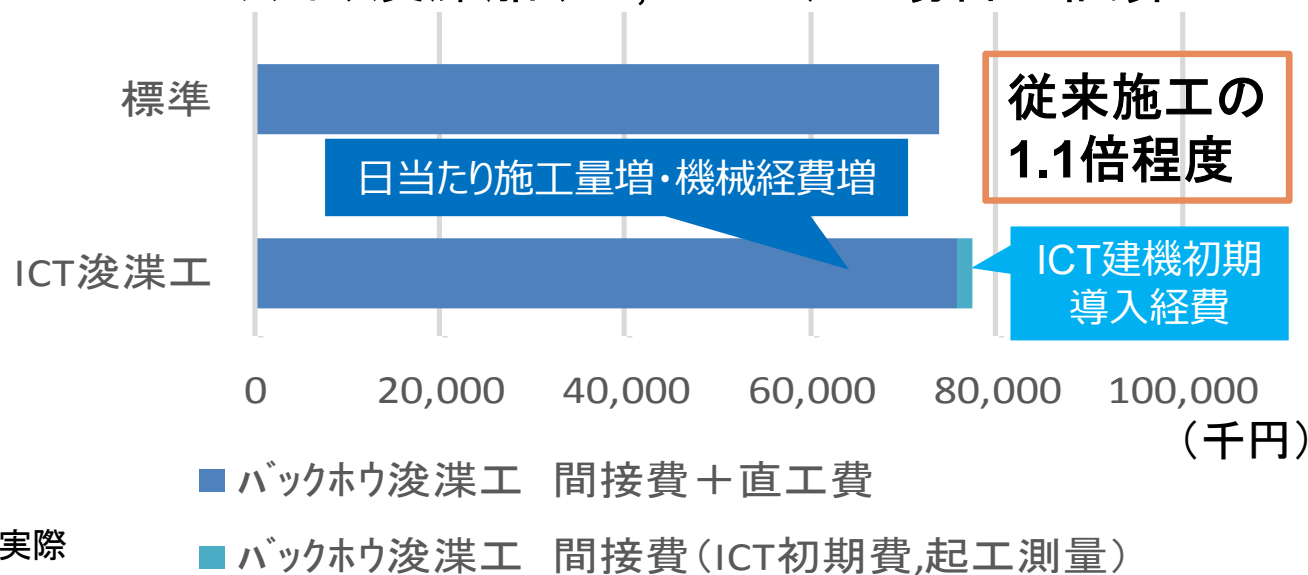 標準
従来施工の
1.1倍程度
日当たり施工量増・機械経費増
ICT浚渫工
ICT建機初期
導入経費
0 20,000 40,000 60,000 80,000 100,000
（千円）
ﾊﾞｯｸﾎｳ浚渫工 間接費＋直工費
実際
ﾊﾞｯｸﾎｳ浚渫工 間接費（ICT初期費,起工測量）